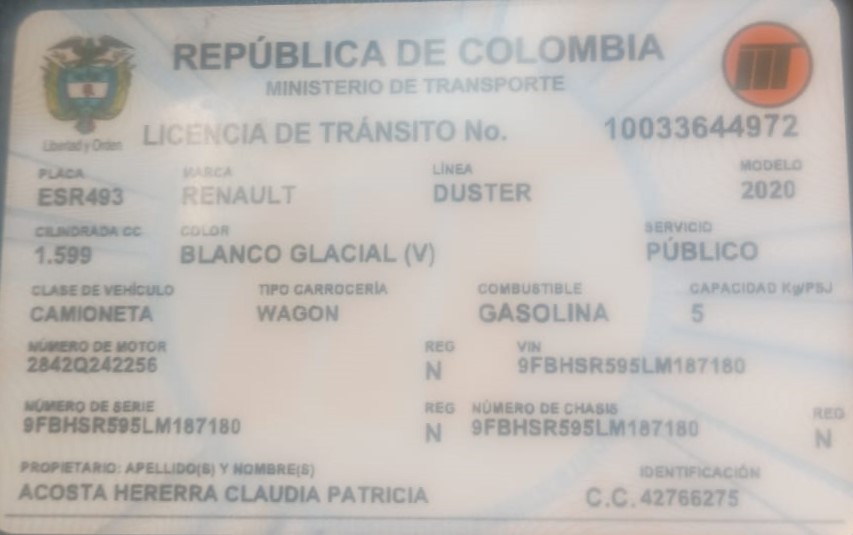 REPÚBLICA DE COLOMBIA
MINISTERIO DE TRANSPORTE
Libertad y Orden
LICENCIA DE TRÁNSITO No. 10033644972
PLACA MARCA LÍNEA MODELO
ESR493 RENAULT DUSTER 2020
CILINDRADA CC COLOR SERVICIO
1.599 BLANCO GLACIAL (V) PÚBLICO
CLASE DE VEHÍCULO TIPO CARROCERÍA COMBUSTIBLE CAPACIDAD Kg/PSJ
CAMIONETA WAGON GASOLINA 5
NÚMERO DE MOTOR REG VIN
2842Q242256 N 9FBHSR595LM187180
NÚMERO DE SERIE REG NÚMERO DE CHASIS REG
9FBHSR595LM187180 N 9FBHSR595LM187180 N
PROPIETARIO: APELLIDO(S) Y NOMBRE(S) IDENTIFICACIÓN
ACOSTA HERERRA CLAUDIA PATRICIA C.C. 42766275